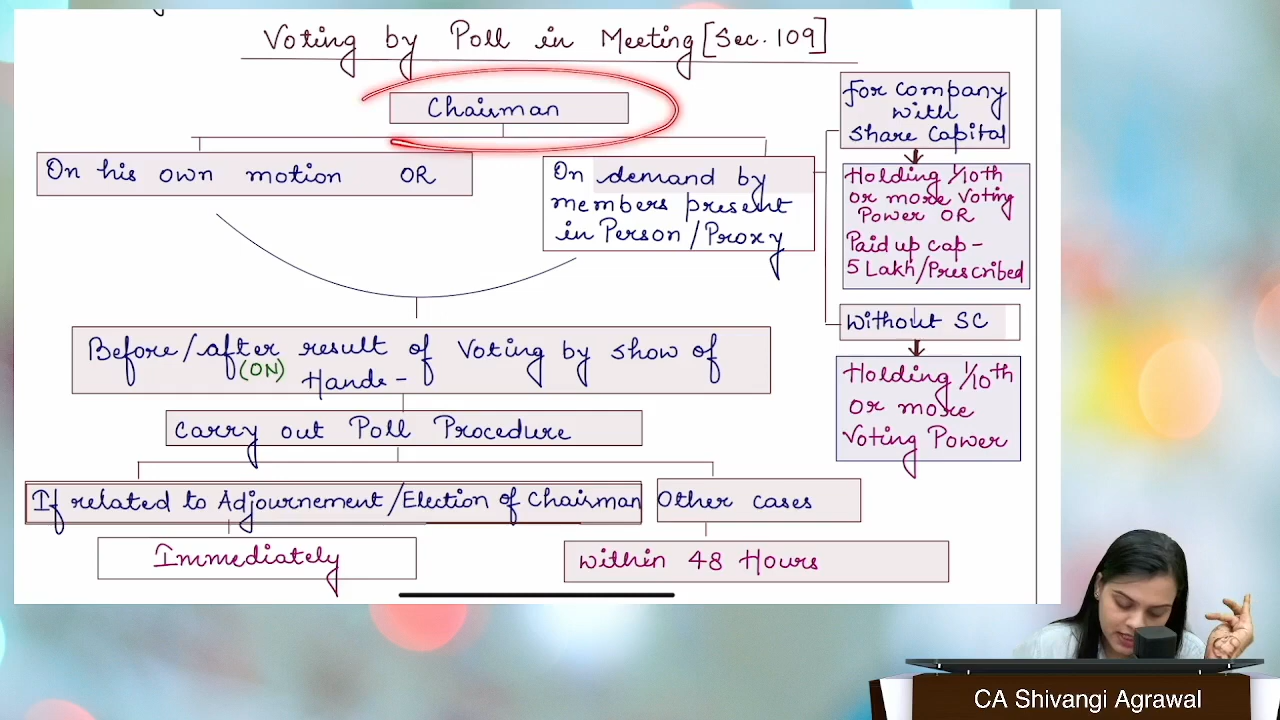 Voting by Poll in Meeting [Sec. 109]
Chairman
On his own motion OR
On demand by
members present
in Person/Proxy
For company
with
share capital
Holding 1/10th
or more voting
Power OR
Paid up cap -
5 Lakh/Prescribed
Without SC
Holding 1/10th
or more
Voting Power
Before/after result of Voting by show of
(ON)
Hands -
Carry out Poll Procedure
If related to Adjournement/Election of Chairman
Other cases
Immediately
within 48 Hours
CA Shivangi Agrawal